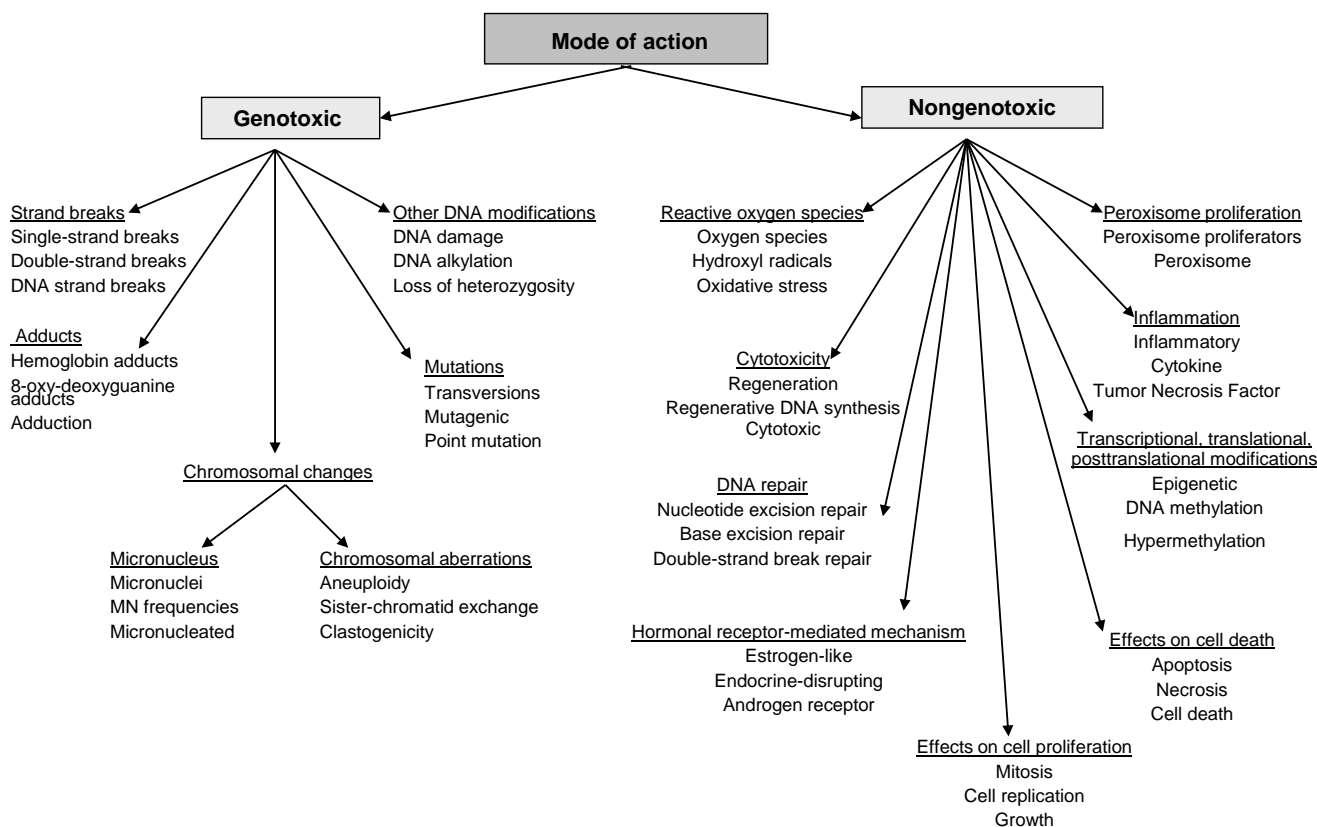 Mode of action
Genotoxic
Nongenotoxic
Strand breaks
Single-strand breaks
Double-strand breaks
DNA strand breaks
Other DNA modifications
DNA damage
DNA alkylation
Loss of heterozygosity
Adducts
Hemoglobin adducts
8-oxy-deoxyguanine
adducts
Adduction
Mutations
Transversions
Mutagenic
Point mutation
Chromosomal changes
Micronucleus
Micronuclei
MN frequencies
Micronucleated
Chromosomal aberrations
Aneuploidy
Sister-chromatid exchange
Clastogenicity
Reactive oxygen species
Oxygen species
Hydroxyl radicals
Oxidative stress
Peroxisome proliferation
Peroxisome proliferators
Peroxisome
Inflammation
Inflammatory
Cytokine
Tumor Necrosis Factor
Cytotoxicity
Regeneration
Regenerative DNA synthesis
Cytotoxic
Transcriptional, translational,
posttranslational modifications
Epigenetic
DNA methylation
Hypermethylation
DNA repair
Nucleotide excision repair
Base excision repair
Double-strand break repair
Hormonal receptor-mediated mechanism
Estrogen-like
Endocrine-disrupting
Androgen receptor
Effects on cell death
Apoptosis
Necrosis
Cell death
Effects on cell proliferation
Mitosis
Cell replication
Growth